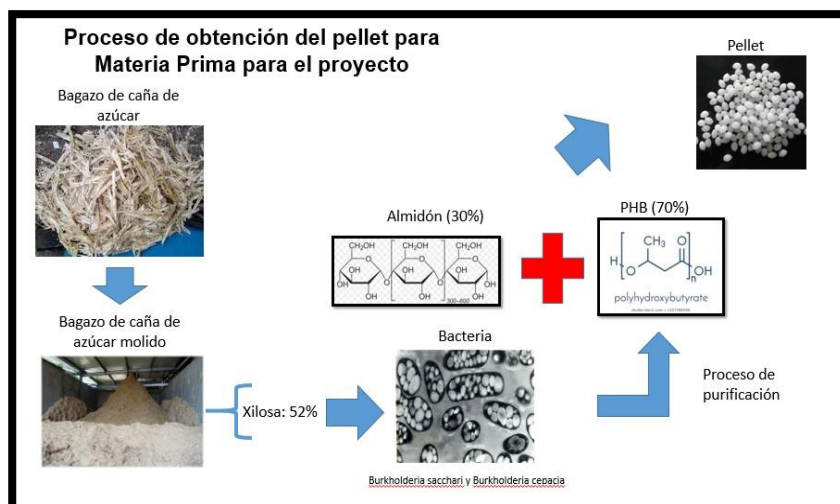 Proceso de obtención del pellet para
Materia Prima para el proyecto
Pellet
Bagazo de caña de
azúcar
Almidón (30%)
PHB (70%)
CH₂OH
CH₂OH
CH₂OH
O
O
O
OH
OH
OH
O
O
OH
OH
OH
OH
300-600
CH₃
O
H
O
n
OH
polyhydroxybutyrate
Bagazo de caña de
azúcar molido
Bacteria
Xilosa: 52%
Proceso de
purificación
Burkholderia sacchari y Burkholderia cepacia